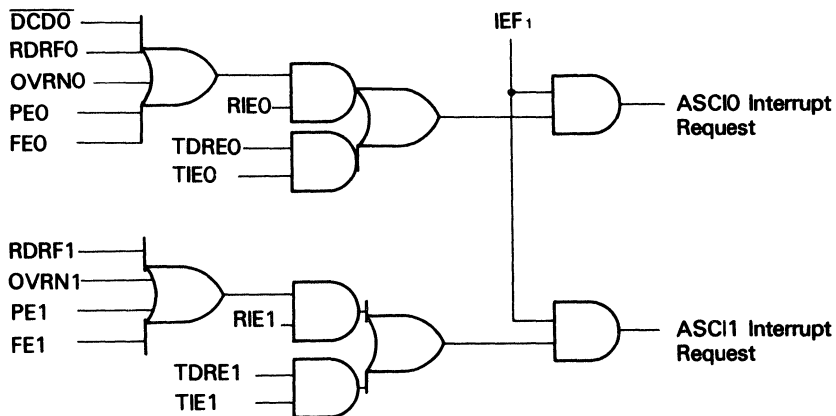 D̅C̅D̅0̅
RDRF0
OVRN0
PE0
FE0
RIE0
TDRE0
TIE0
IEF₁
ASCI0 Interrupt
Request
RDRF1
OVRN1
PE1
FE1
RIE1
TDRE1
TIE1
ASCI1 Interrupt
Request